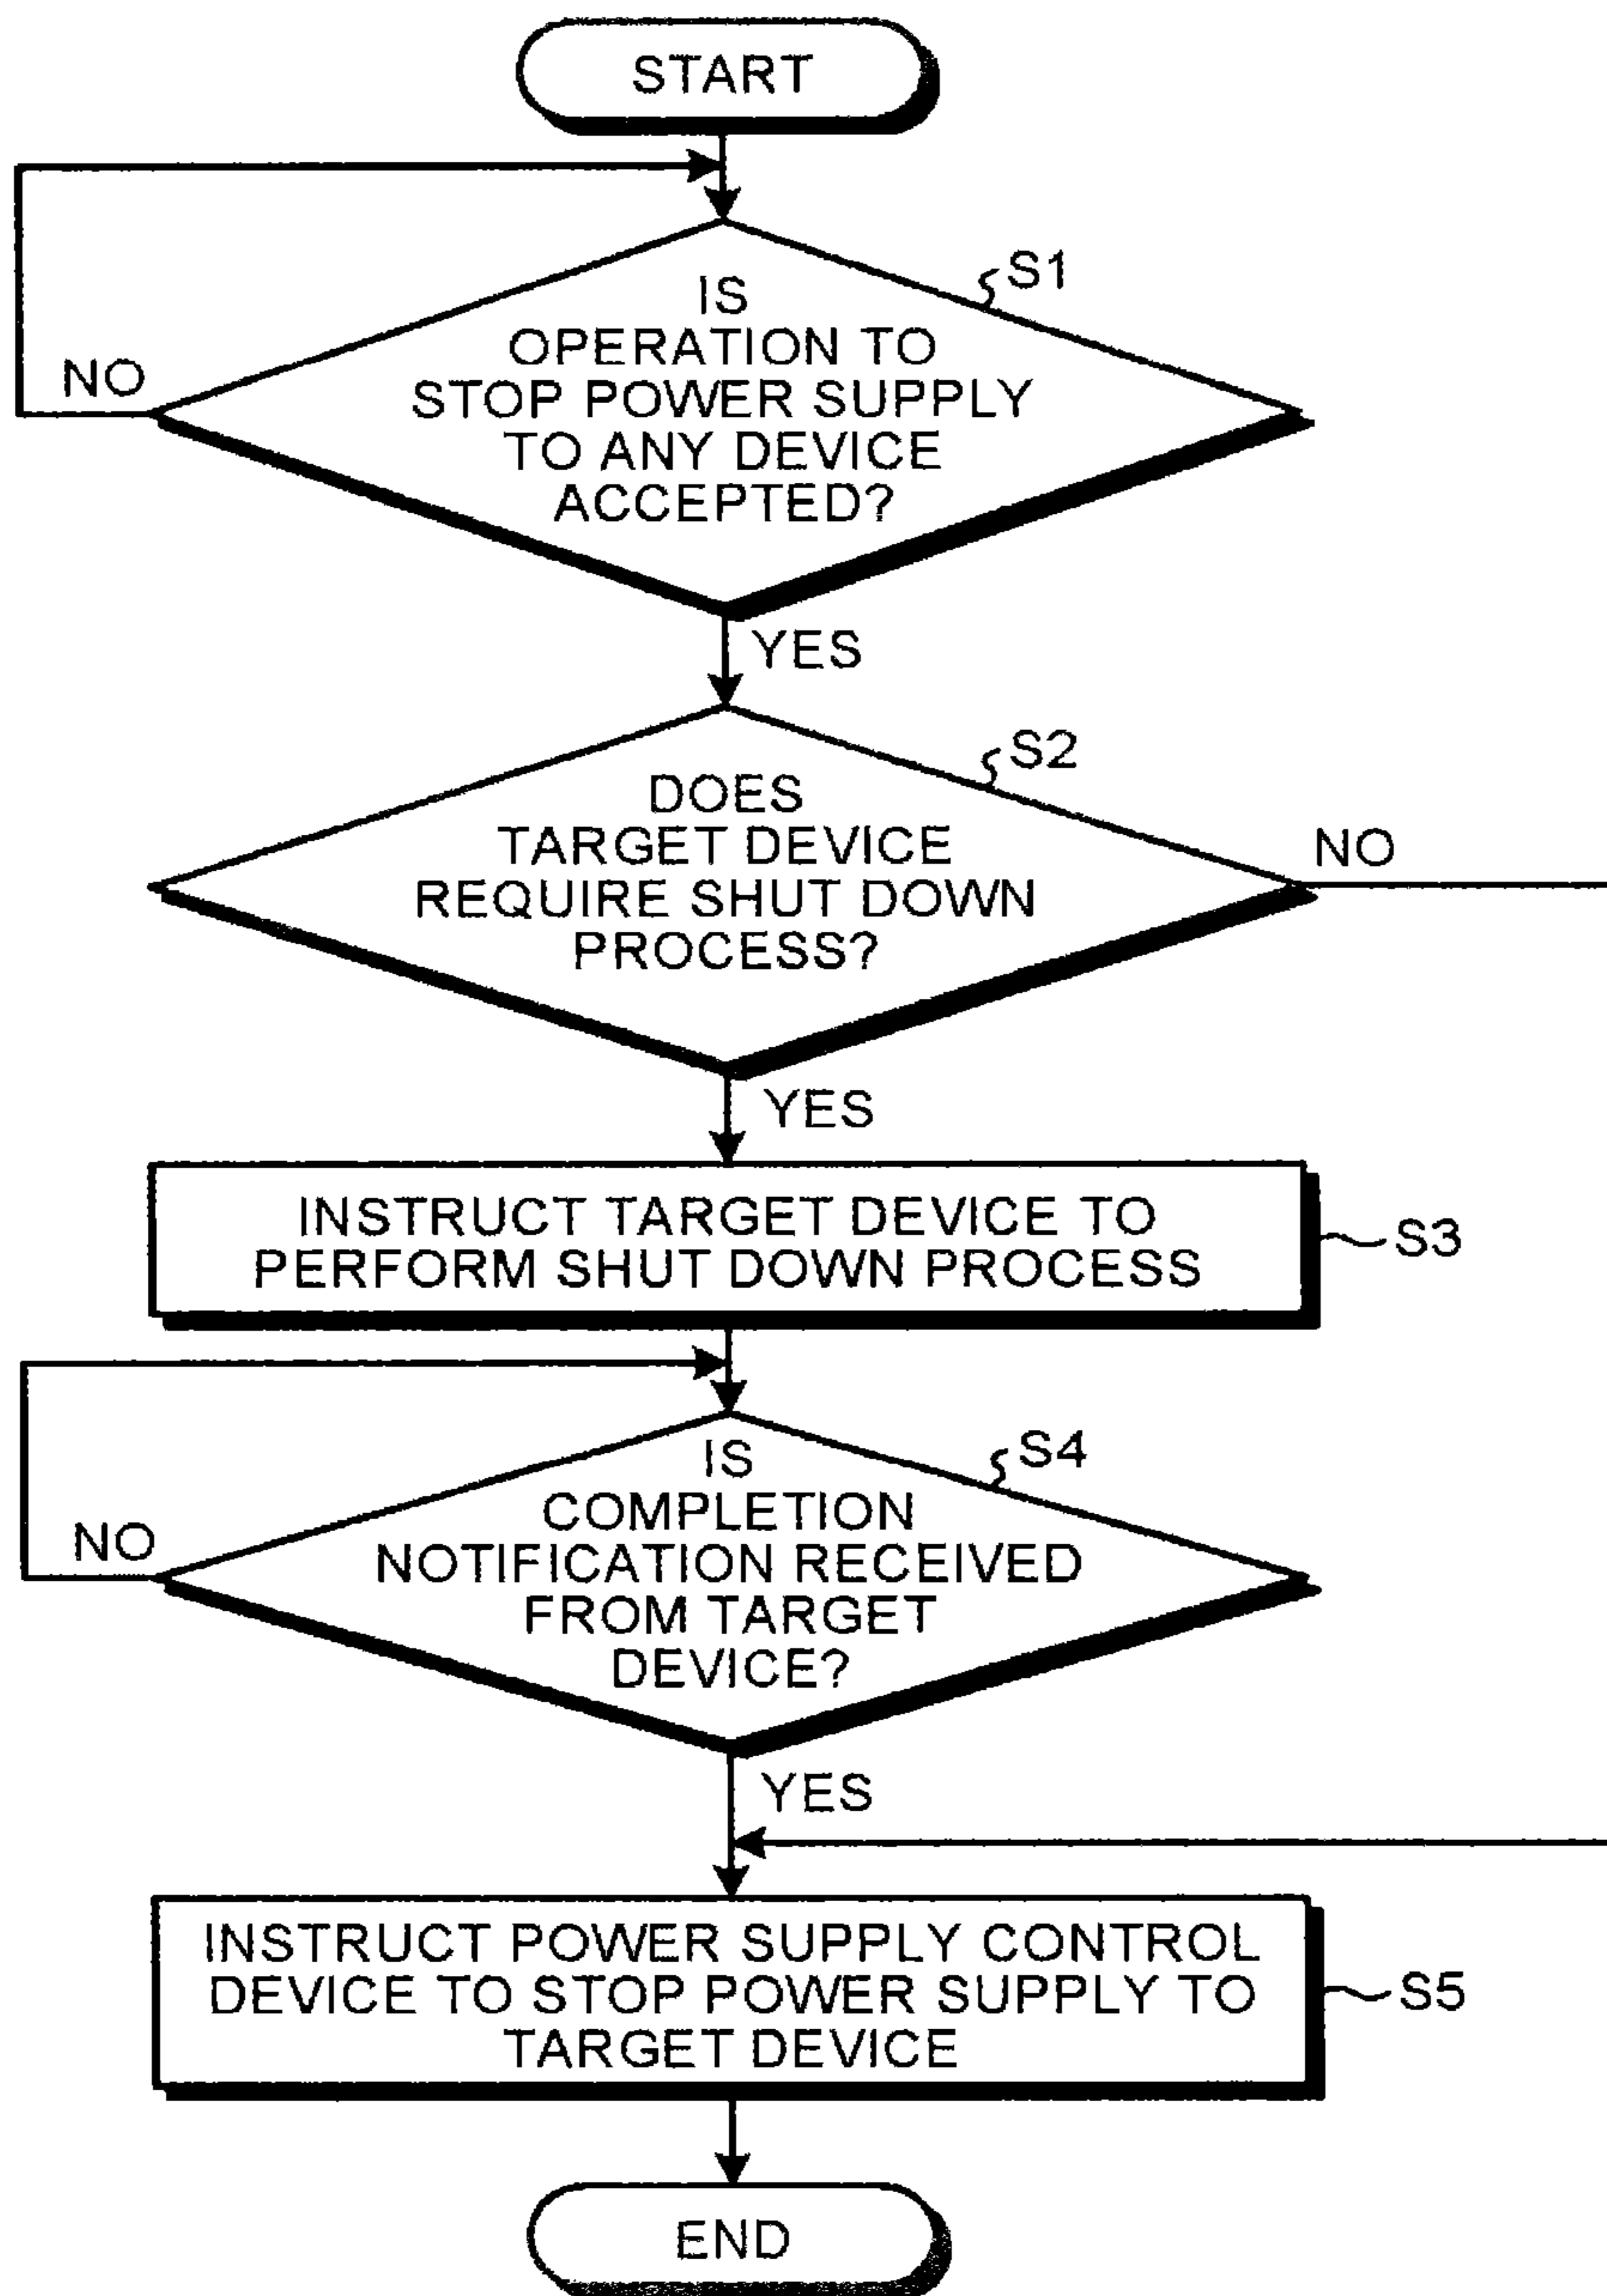 START
S1
IS
OPERATION TO
STOP POWER SUPPLY
TO ANY DEVICE
ACCEPTED?
NO
YES
S2
DOES
TARGET DEVICE
REQUIRE SHUT DOWN
PROCESS?
NO
YES
INSTRUCT TARGET DEVICE TO
PERFORM SHUT DOWN PROCESS
S3
S4
IS
COMPLETION
NOTIFICATION RECEIVED
FROM TARGET
DEVICE?
NO
YES
INSTRUCT POWER SUPPLY CONTROL
DEVICE TO STOP POWER SUPPLY TO
TARGET DEVICE
S5
END